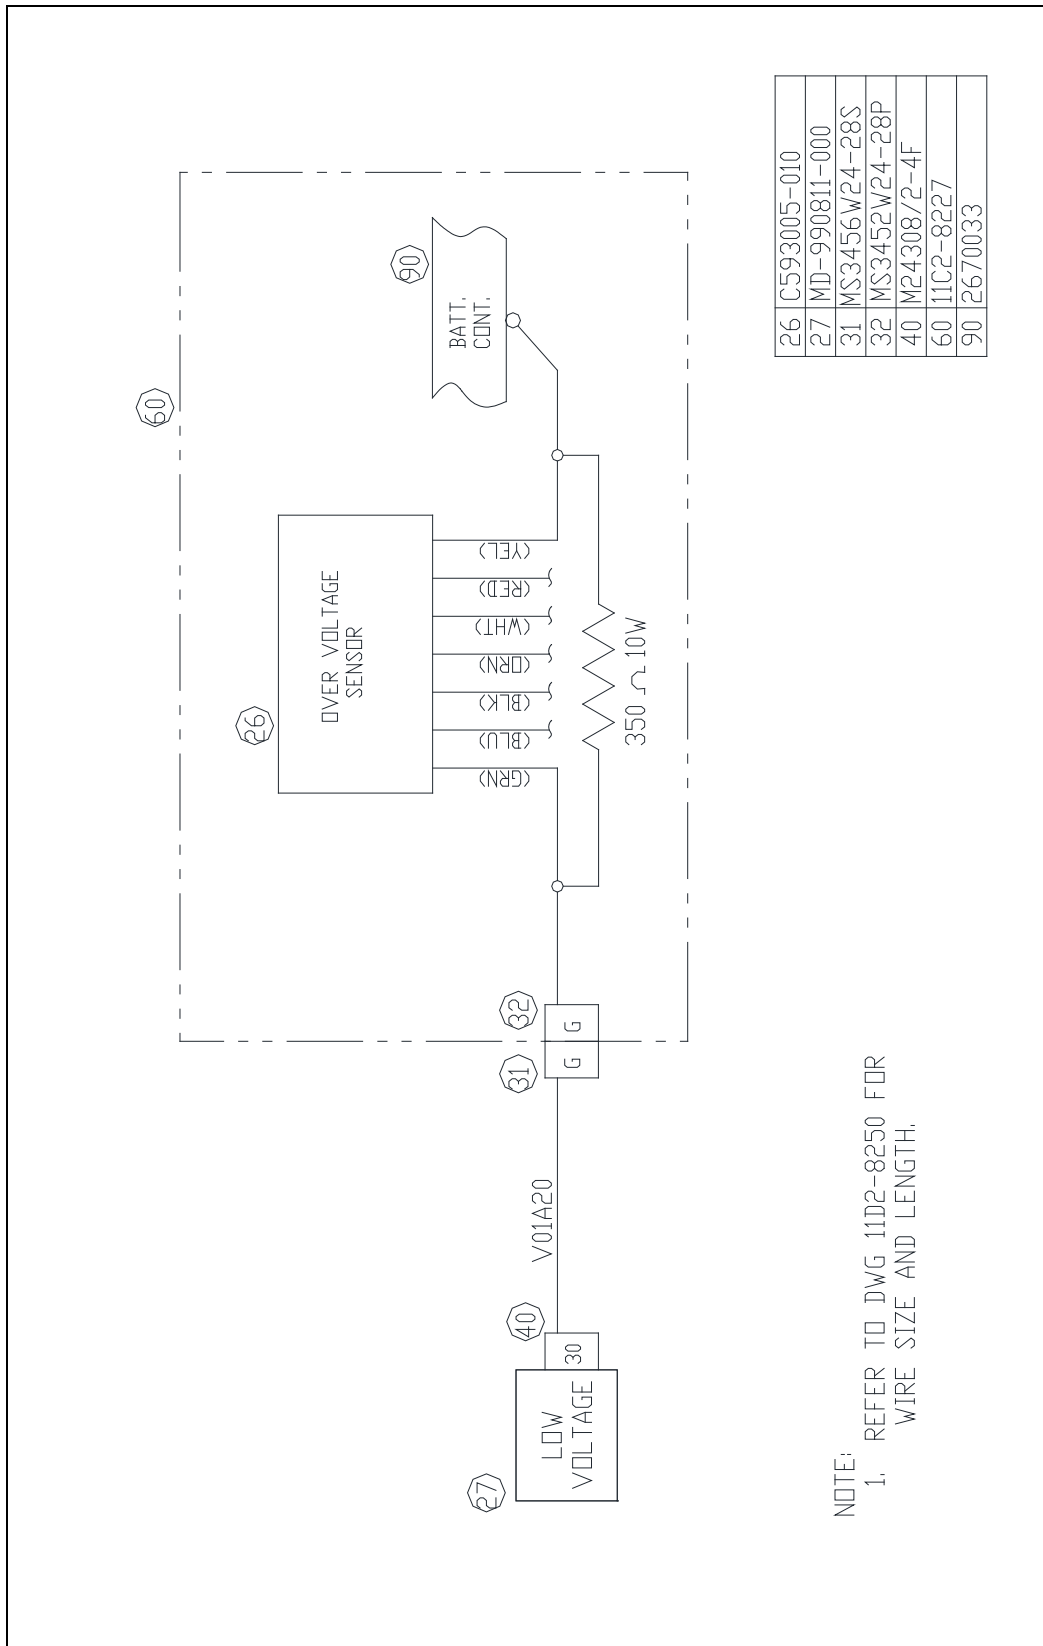 60
90
BATT.
CONT.
26
OVER VOLTAGE
SENSOR
(GRN)
(BLU)
(BLK)
(ORN)
(WHT)
(RED)
(YEL)
350 Ω 10W
27
LOW
VOLTAGE
40
30
V01A20
31
32
G
G
NOTE:
1. REFER TO DWG 11D2-8250 FOR
WIRE SIZE AND LENGTH.
26 C593005-010
27 MD-990811-000
31 MS3456W24-28S
32 MS3452W24-28P
40 M24308/2-4F
60 11C2-8227
90 2670033